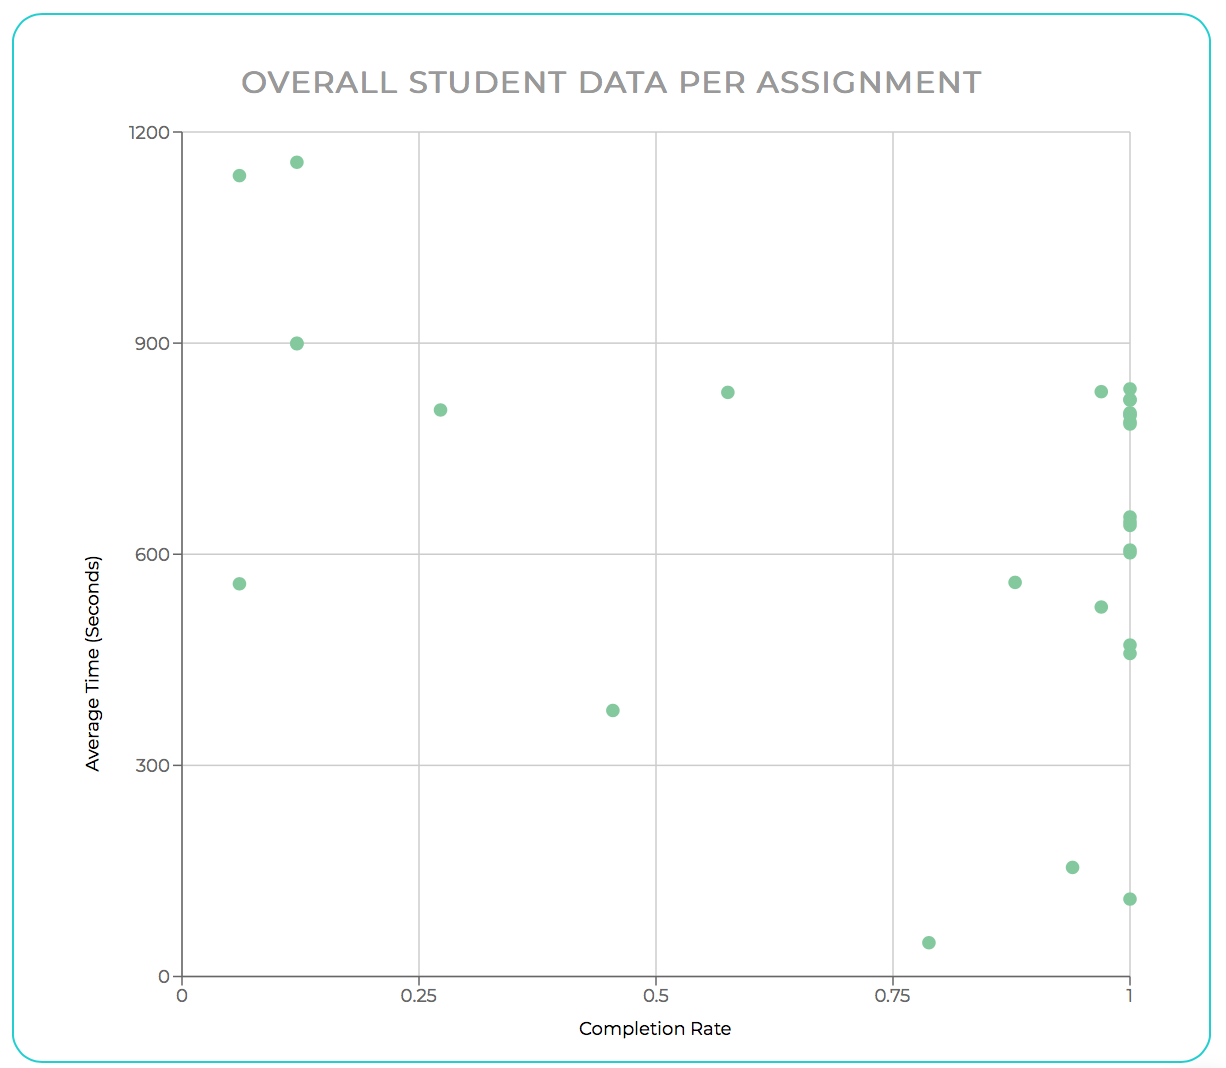 OVERALL STUDENT DATA PER ASSIGNMENT
1200
900
600
300
0
Average Time (Seconds)
0 0.25 0.5 0.75 1
Completion Rate